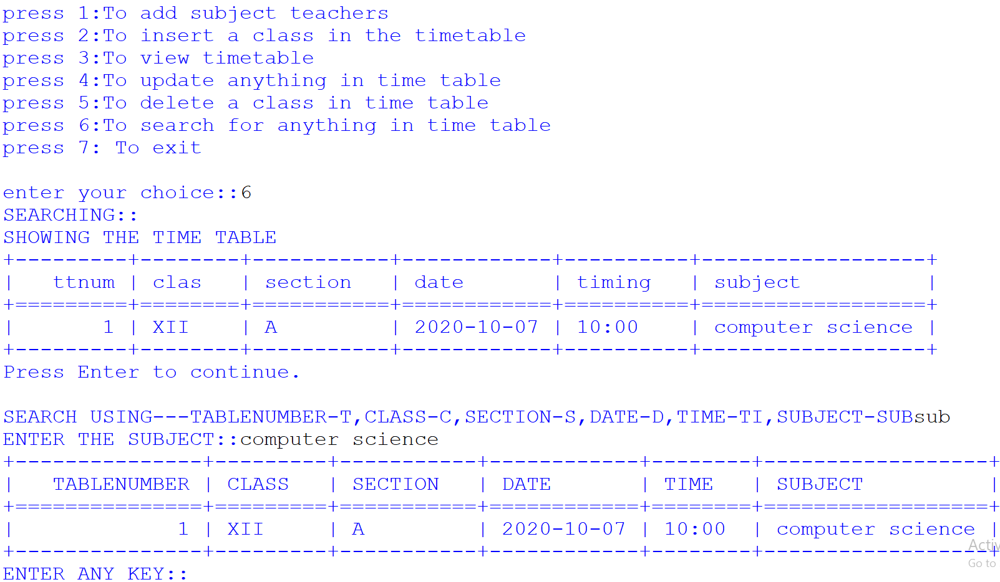 press 1:To add subject teachers
press 2:To insert a class in the timetable
press 3:To view timetable
press 4:To update anything in time table
press 5:To delete a class in time table
press 6:To search for anything in time table
press 7: To exit
enter your choice::6
SEARCHING::
SHOWING THE TIME TABLE
+---------+--------+-----------+------------+----------+------------------+
|   ttnum | clas   | section   | date       | timing   | subject          |
+=========+========+===========+============+==========+==================+
|       1 | XII    | A         | 2020-10-07 | 10:00    | computer science |
+---------+--------+-----------+------------+----------+------------------+
Press Enter to continue.
SEARCH USING---TABLENUMBER-T,CLASS-C,SECTION-S,DATE-D,TIME-TI,SUBJECT-SUBsub
ENTER THE SUBJECT::computer science
+---------------+---------+-----------+------------+--------+------------------+
|   TABLENUMBER | CLASS   | SECTION   | DATE       | TIME   | SUBJECT          |
+===============+=========+===========+============+========+==================+
|             1 | XII     | A         | 2020-10-07 | 10:00  | computer science |
+---------------+---------+-----------+------------+--------+------------------+
Activ
Go to
ENTER ANY KEY::